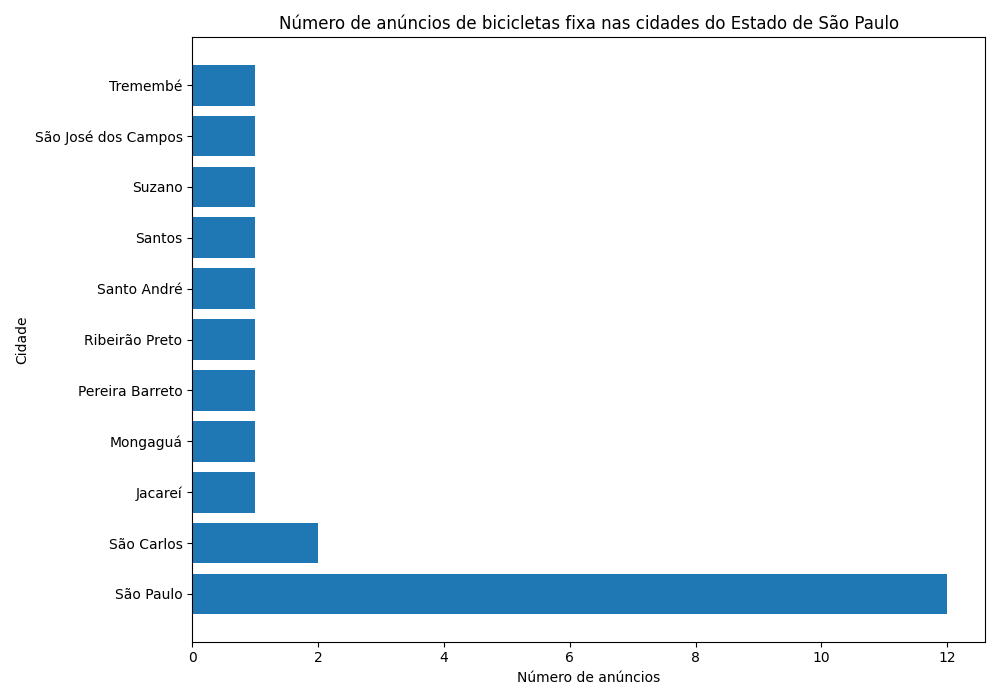 Número de anúncios de bicicletas fixa nas cidades do Estado de São Paulo
Tremembé
São José dos Campos
Suzano
Santos
Santo André
Ribeirão Preto
Pereira Barreto
Mongaguá
Jacareí
São Carlos
São Paulo
Cidade
0 2 4 6 8 10 12
Número de anúncios